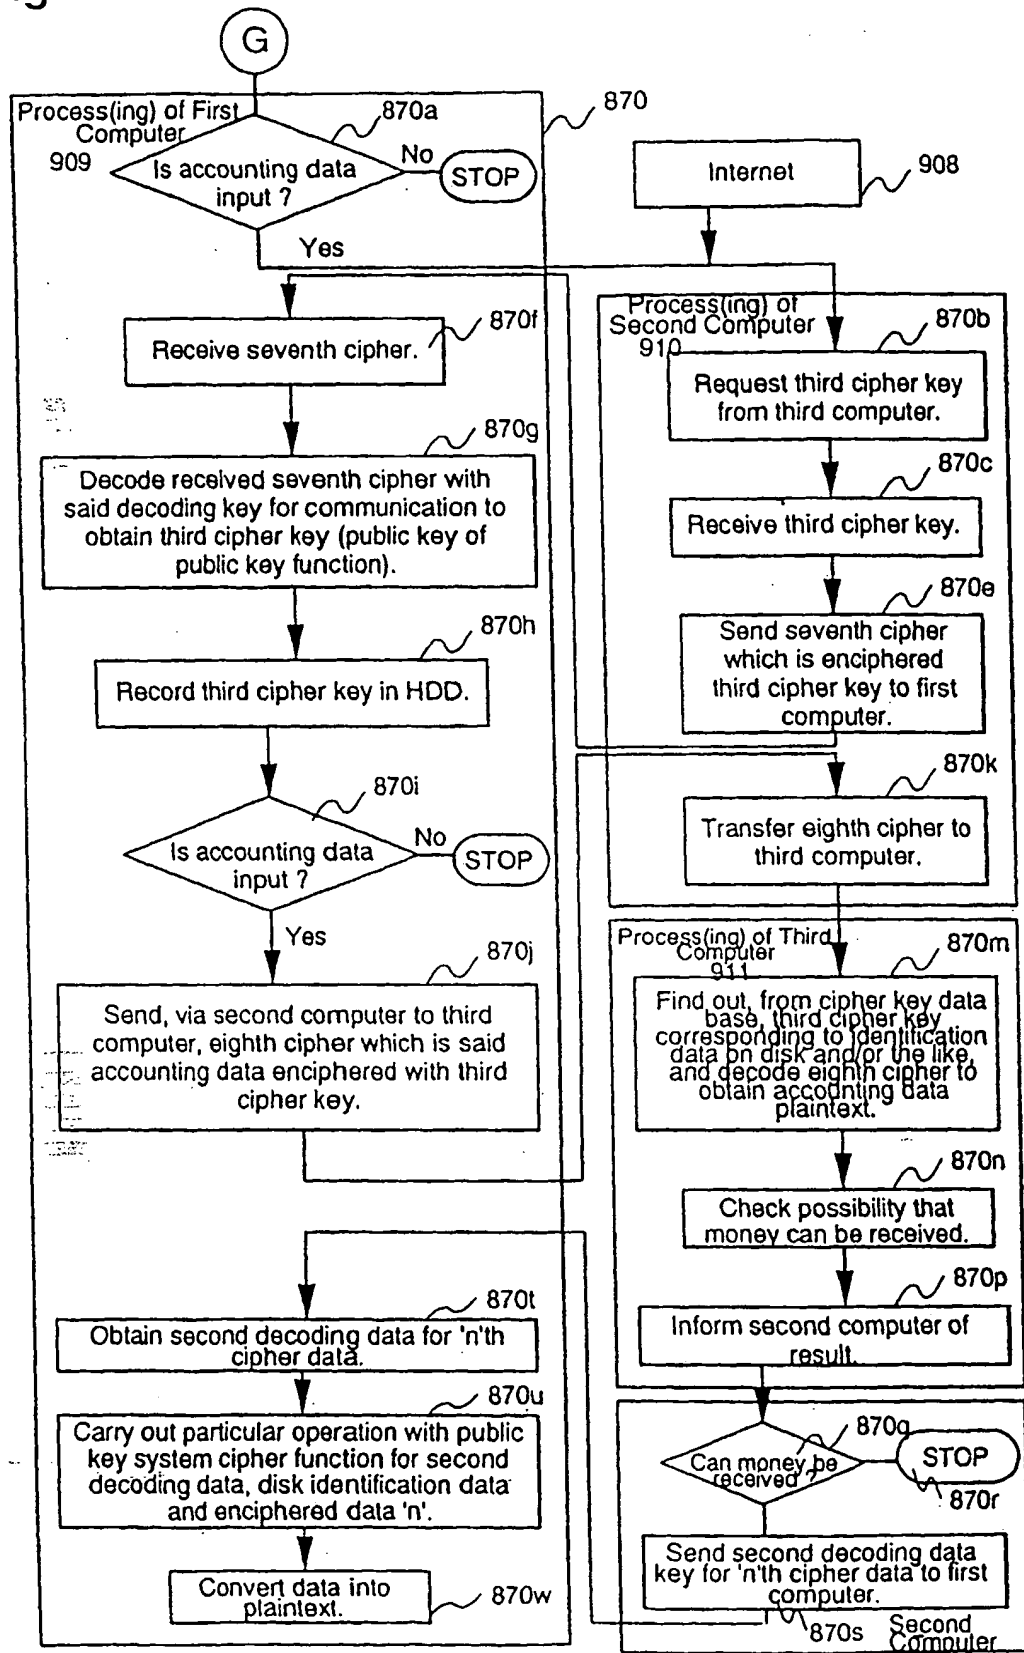 G
Process(ing) of First
Computer
909
870a
870
Is accounting data
input ?
No
STOP
Yes
Internet
908
Receive seventh cipher.
870f
Process(ing) of
Second Computer
910
870b
Request third cipher key
from third computer.
870g
Decode received seventh cipher with
said decoding key for communication to
obtain third cipher key (public key of
public key function).
870c
Receive third cipher key.
870e
Send seventh cipher
which is enciphered
third cipher key to first
computer.
870h
Record third cipher key in HDD.
870i
Is accounting data
input ?
No
STOP
Yes
870k
Transfer eighth cipher to
third computer.
870j
Send, via second computer to third
computer, eighth cipher which is said
accounting data enciphered with third
cipher key.
Process(ing) of Third
Computer
911
870m
Find out, from cipher key data
base, third cipher key
corresponding to identification
data on disk and/or the like,
and decode eighth cipher to
obtain accounting data
plaintext.
870n
Check possibility that
money can be received.
870p
Inform second computer of
result.
870t
Obtain second decoding data for 'n'th
cipher data.
870u
Carry out particular operation with public
key system cipher function for second
decoding data, disk identification data
and enciphered data 'n'.
Convert data into
plaintext.
870w
870q
Can money be
received ?
STOP
870r
Send second decoding data
key for 'n'th cipher data to first
computer.
870s
Second
Computer